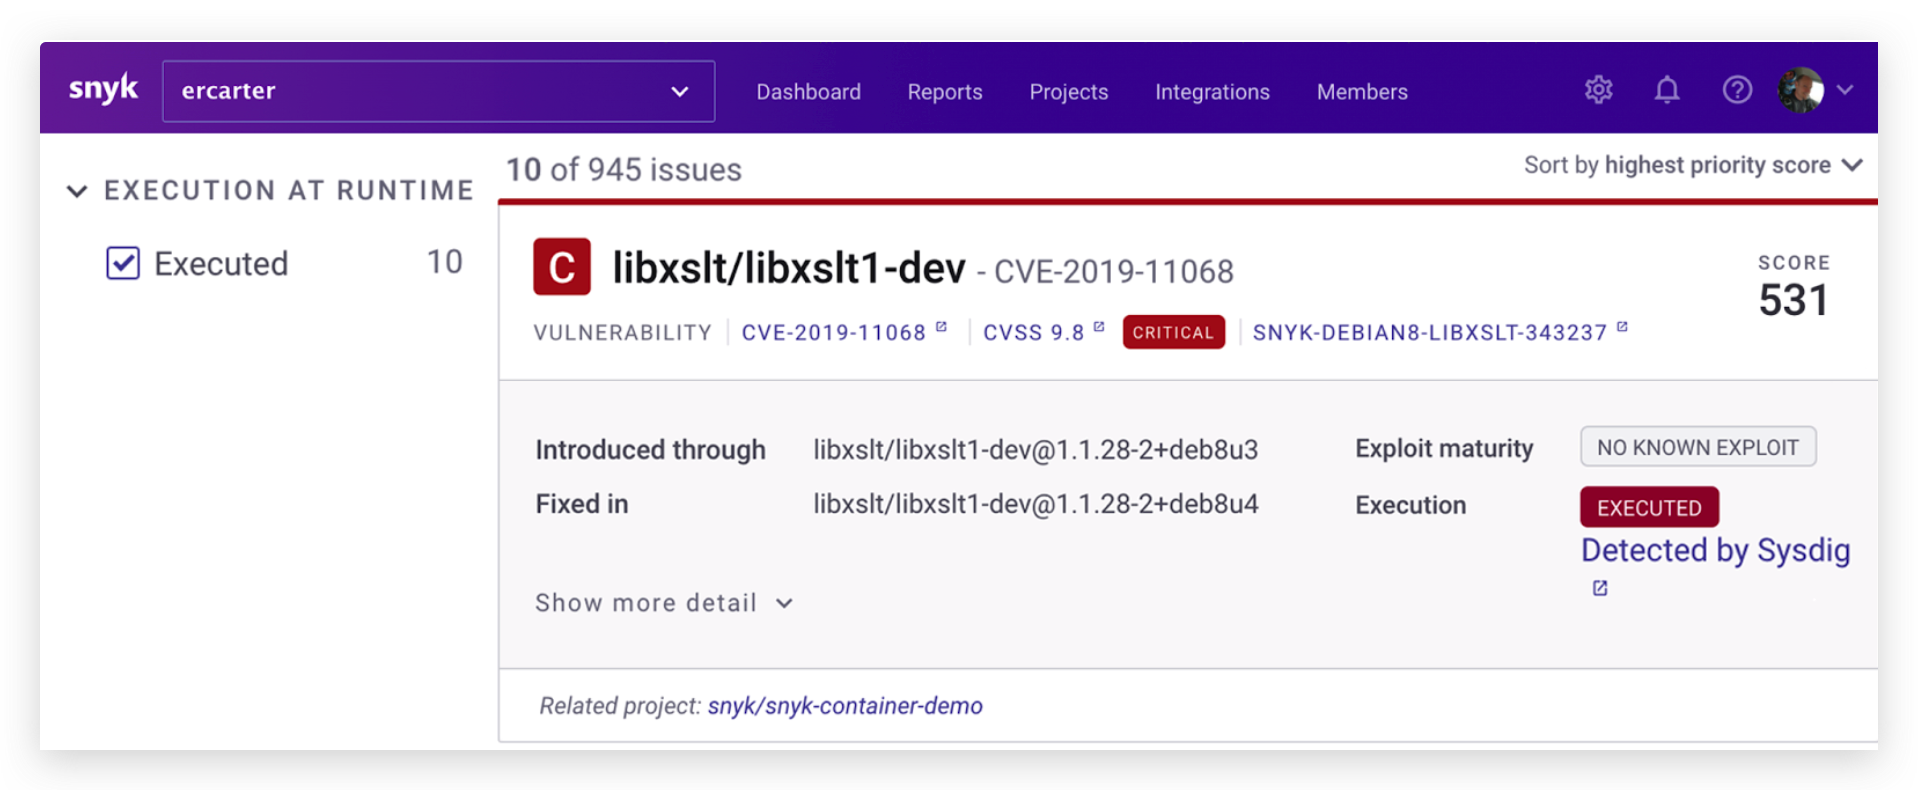 snyk ercarter Dashboard Reports Projects Integrations Members
EXECUTION AT RUNTIME
Executed 10
10 of 945 issues Sort by highest priority score
C libxslt/libxslt1-dev - CVE-2019-11068
SCORE
531
VULNERABILITY CVE-2019-11068 CVSS 9.8 CRITICAL SNYK-DEBIAN8-LIBXSLT-343237
Introduced through libxslt/libxslt1-dev@1.1.28-2+deb8u3 Exploit maturity NO KNOWN EXPLOIT
Fixed in libxslt/libxslt1-dev@1.1.28-2+deb8u4 Execution EXECUTED
Detected by Sysdig
Show more detail
Related project: snyk/snyk-container-demo